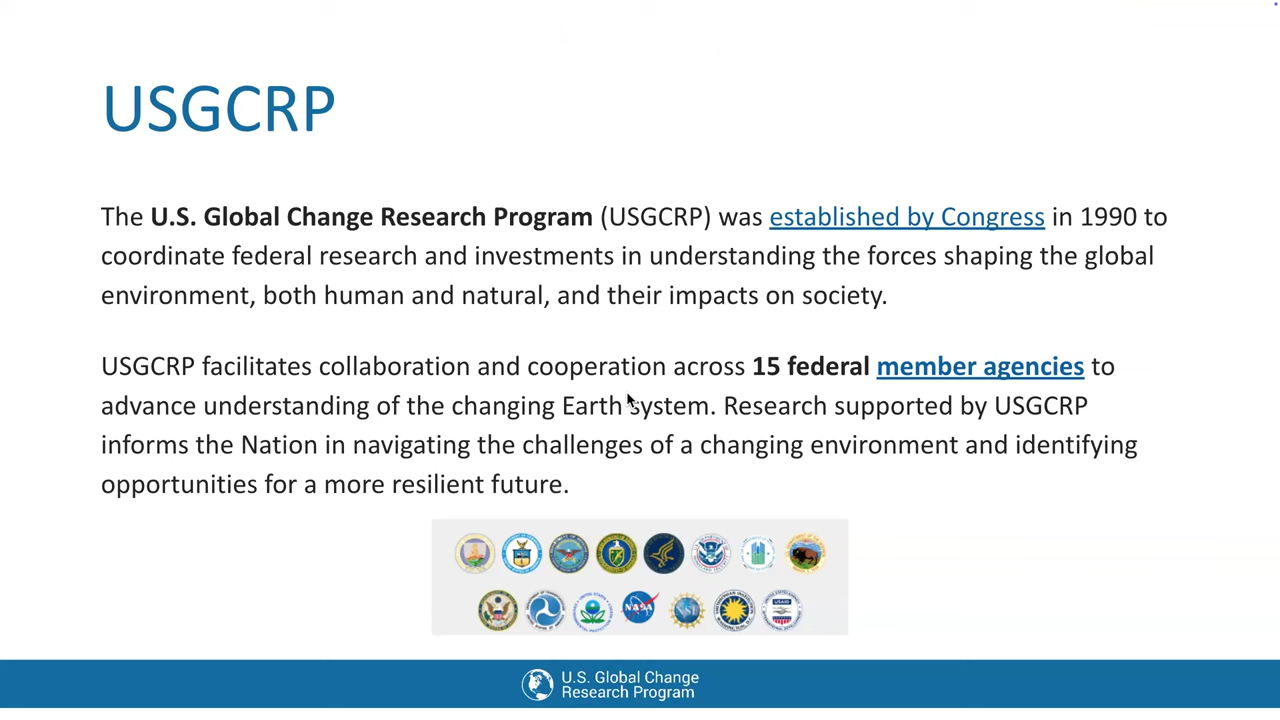 USGCRP
The U.S. Global Change Research Program (USGCRP) was established by Congress in 1990 to
coordinate federal research and investments in understanding the forces shaping the global
environment, both human and natural, and their impacts on society.
USGCRP facilitates collaboration and cooperation across 15 federal member agencies to
advance understanding of the changing Earth system. Research supported by USGCRP
informs the Nation in navigating the challenges of a changing environment and identifying
opportunities for a more resilient future.
NASA
NSF
USAID
U.S. Global Change
Research Program